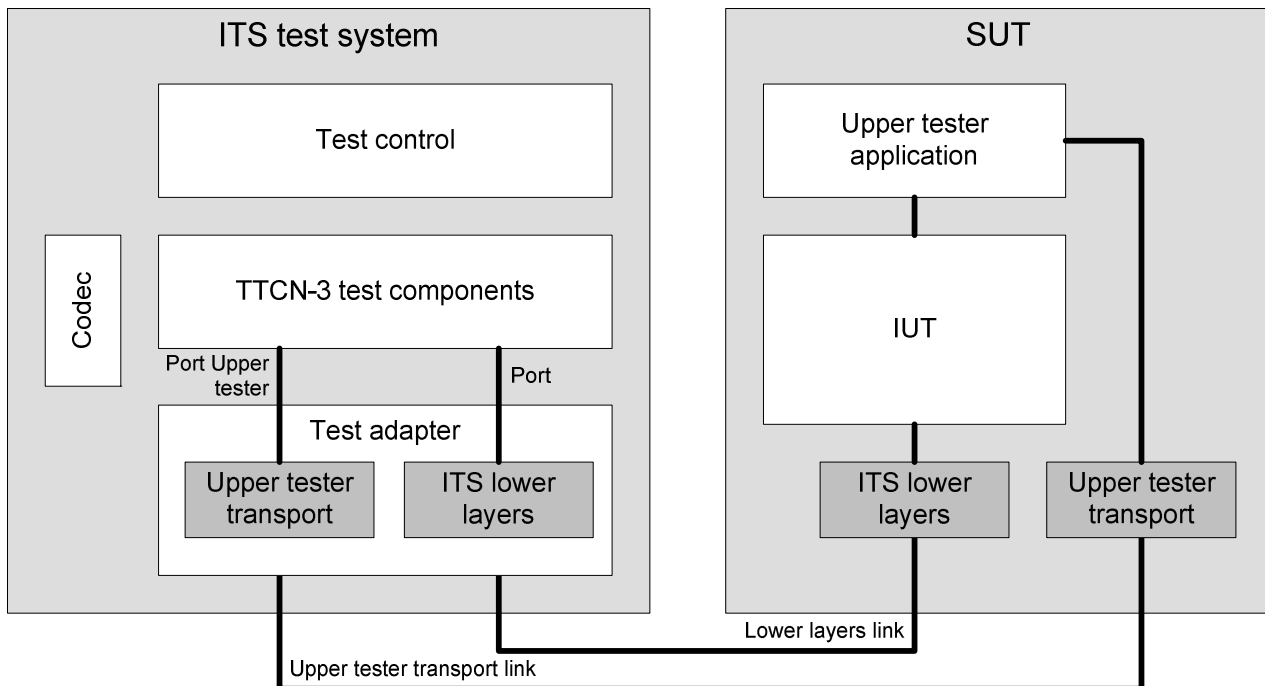 ITS test system
Test control
Codec
TTCN-3 test components
Port Upper
tester
Port
Test adapter
Upper tester
transport
ITS lower
layers
SUT
Upper tester
application
IUT
ITS lower
layers
Upper tester
transport
Lower layers link
Upper tester transport link